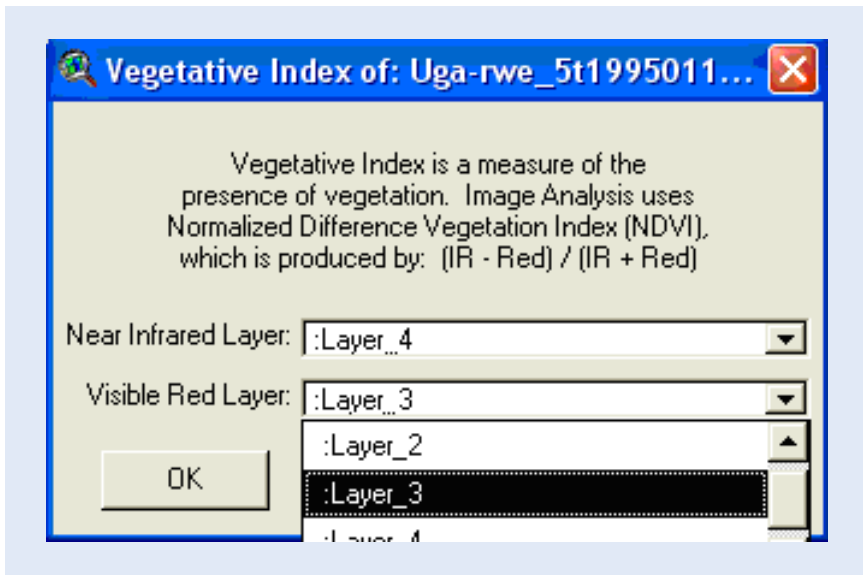 Vegetative Index of: Uga-rwe_5t1995011...
Vegetative Index is a measure of the
presence of vegetation. Image Analysis uses
Normalized Difference Vegetation Index (NDVI),
which is produced by: (IR - Red) / (IR + Red)
Near Infrared Layer: :Layer_4
Visible Red Layer: :Layer_3
:Layer_2
OK
:Layer_3
:Layer_4